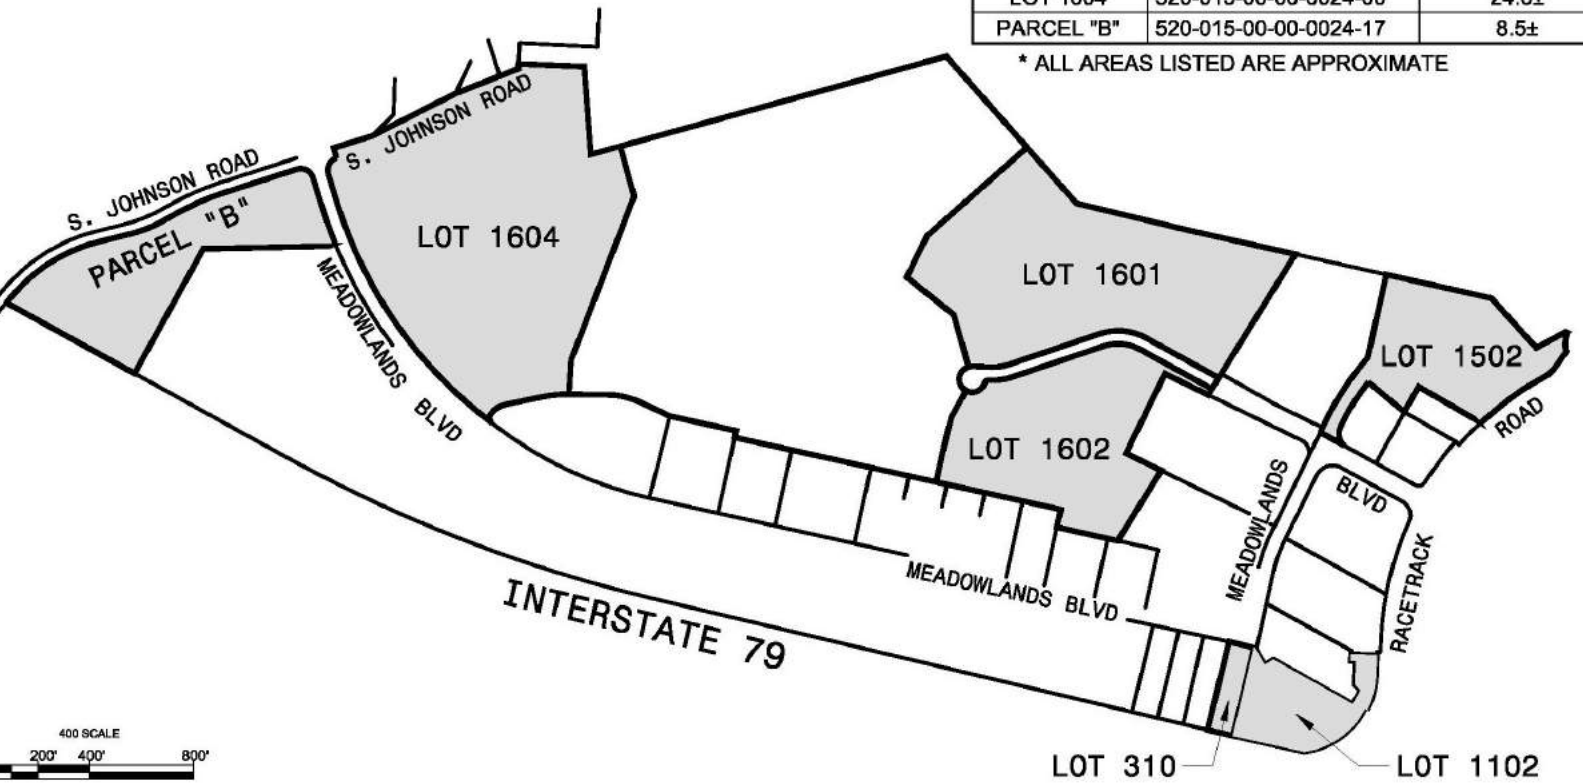 PARCEL "B" 520-015-00-00-0024-17 8.5±
* ALL AREAS LISTED ARE APPROXIMATE
S. JOHNSON ROAD
S. JOHNSON ROAD
PARCEL "B"
LOT 1604
LOT 1601
MEADOWLANDS BLVD
LOT 1502
ROAD
LOT 1602
MEADOWLANDS
BLVD
RACETRACK
MEADOWLANDS BLVD
INTERSTATE 79
LOT 310
LOT 1102
400 SCALE
200' 400' 800'